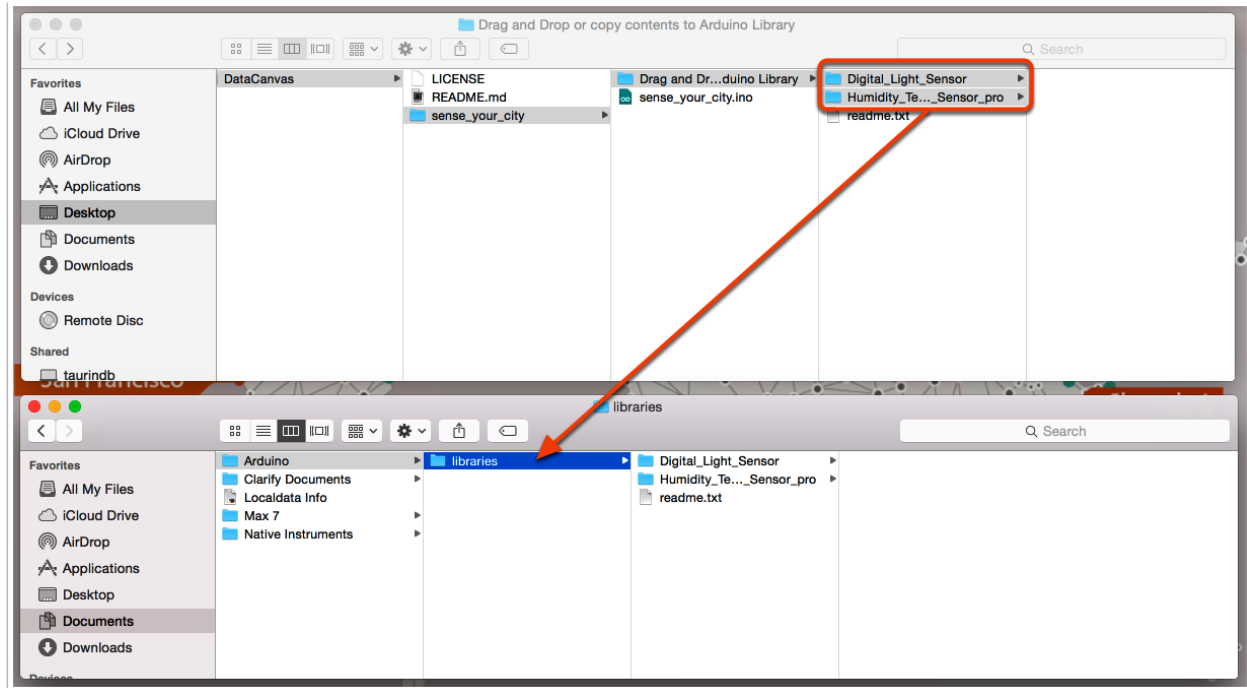 Drag and Drop or copy contents to Arduino Library
Search
Favorites
All My Files
iCloud Drive
AirDrop
Applications
Desktop
Documents
Downloads
Devices
Remote Disc
Shared
taurindb
DataCanvas
LICENSE
README.md
sense_your_city
Drag and Dr...duino Library
sense_your_city.ino
Digital_Light_Sensor
Humidity_Te..._Sensor_pro
readme.txt
San Francisco
libraries
Search
Favorites
All My Files
iCloud Drive
AirDrop
Applications
Desktop
Documents
Downloads
Devices
Arduino
Clarify Documents
Localdata Info
Max 7
Native Instruments
libraries
Digital_Light_Sensor
Humidity_Te..._Sensor_pro
readme.txt